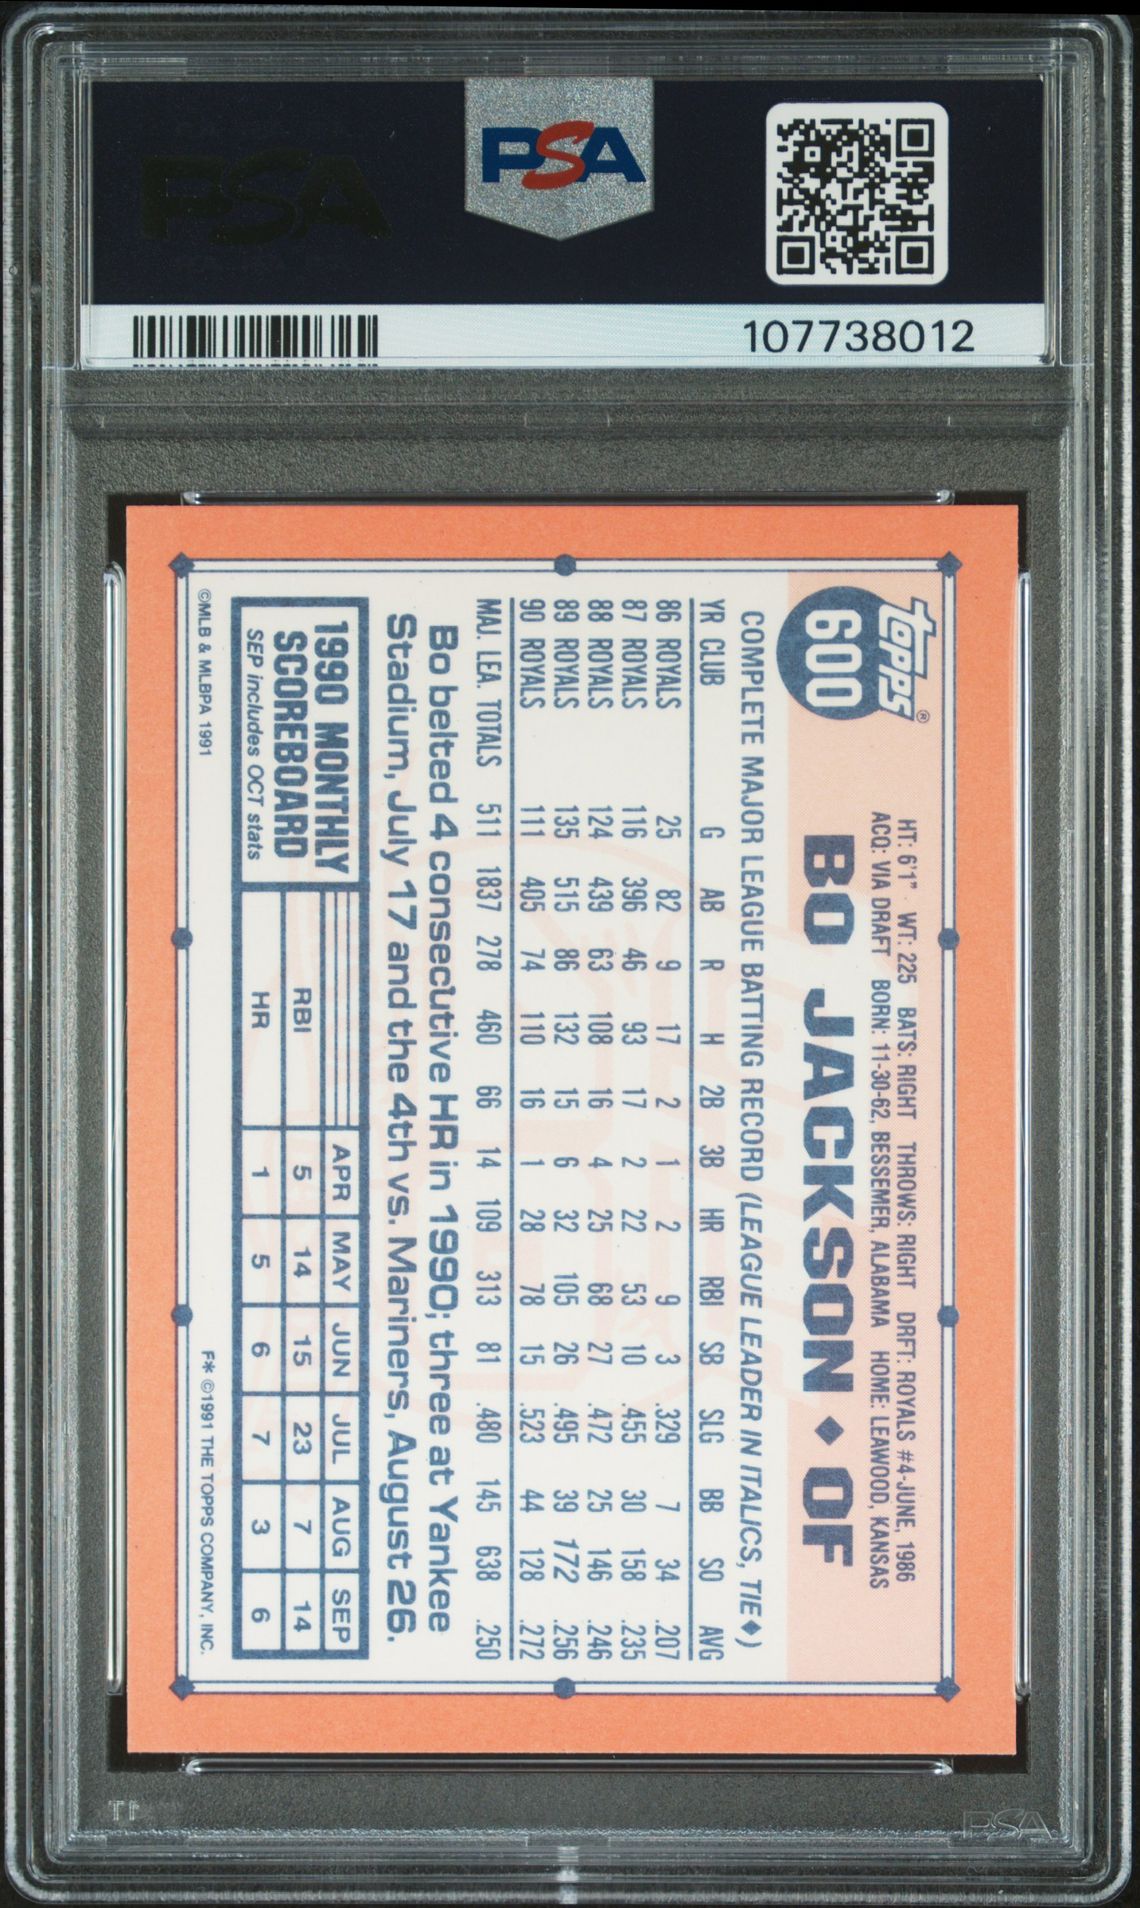 PSA
PSA
107738012
topps®
600
HT: 6'1" WT: 225 BATS: RIGHT THROWS: RIGHT DRFT: ROYALS #4-JUNE, 1986
ACQ: VIA DRAFT BORN: 11-30-62, BESSEMER, ALABAMA HOME: LEAWOOD, KANSAS
BO JACKSON ◆ OF
COMPLETE MAJOR LEAGUE BATTING RECORD (LEAGUE LEADER IN ITALICS, TIE◆)
YR CLUB G AB R H 2B 3B HR RBI SB SLG BB SO AVG
86 ROYALS 25 82 9 17 2 1 2 9 3 .329 7 34 .207
87 ROYALS 116 396 46 93 17 2 22 53 10 .455 30 158 .235
88 ROYALS 124 439 63 108 16 4 25 68 27 .472 25 146 .246
89 ROYALS 135 515 86 132 15 6 32 105 26 .495 39 172 .256
90 ROYALS 111 405 74 110 16 1 28 78 15 .523 44 128 .272
MAJ. LEA. TOTALS 511 1837 278 460 66 14 109 313 81 .480 145 638 .250
Bo belted 4 consecutive HR in 1990; three at Yankee
Stadium, July 17 and the 4th vs. Mariners, August 26.
1990 MONTHLY
SCOREBOARD
SEP includes OCT stats
APR MAY JUN JUL AUG SEP
RBI 5 14 15 23 7 14
HR 1 5 6 7 3 6
©MLB & MLBPA 1991
F* ©1991 THE TOPPS COMPANY, INC.
PSA